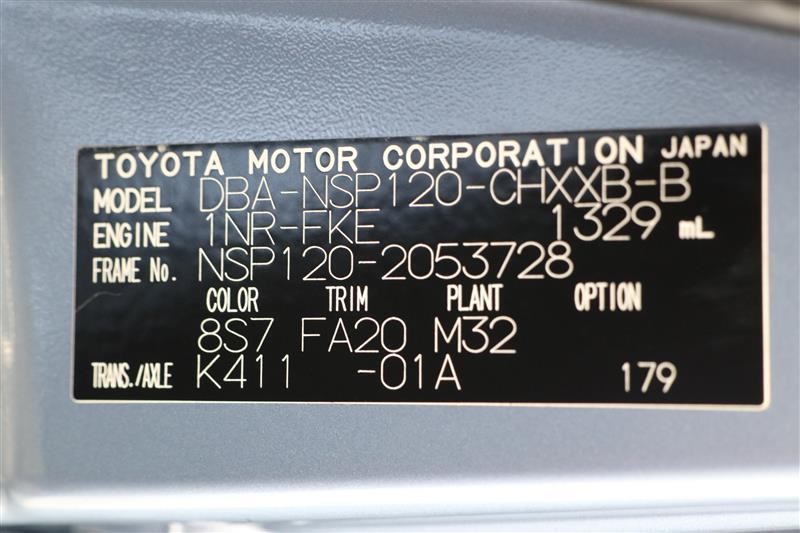 TOYOTA MOTOR CORPORATION JAPAN
MODEL DBA-NSP120-CHXXB-B
ENGINE 1NR-FKE 1329 mL
FRAME No. NSP120-2053728
COLOR TRIM PLANT OPTION
8S7 FA20 M32
TRANS./AXLE K411 -01A 179